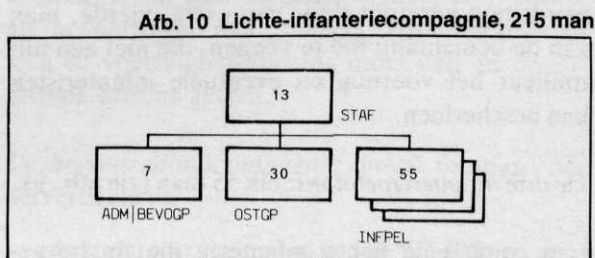 Afb. 10 Lichte-infanteriecompagnie, 215 man
13
STAF
7
30
55
ADM|BEVOGP
OSTGP
INFPEL